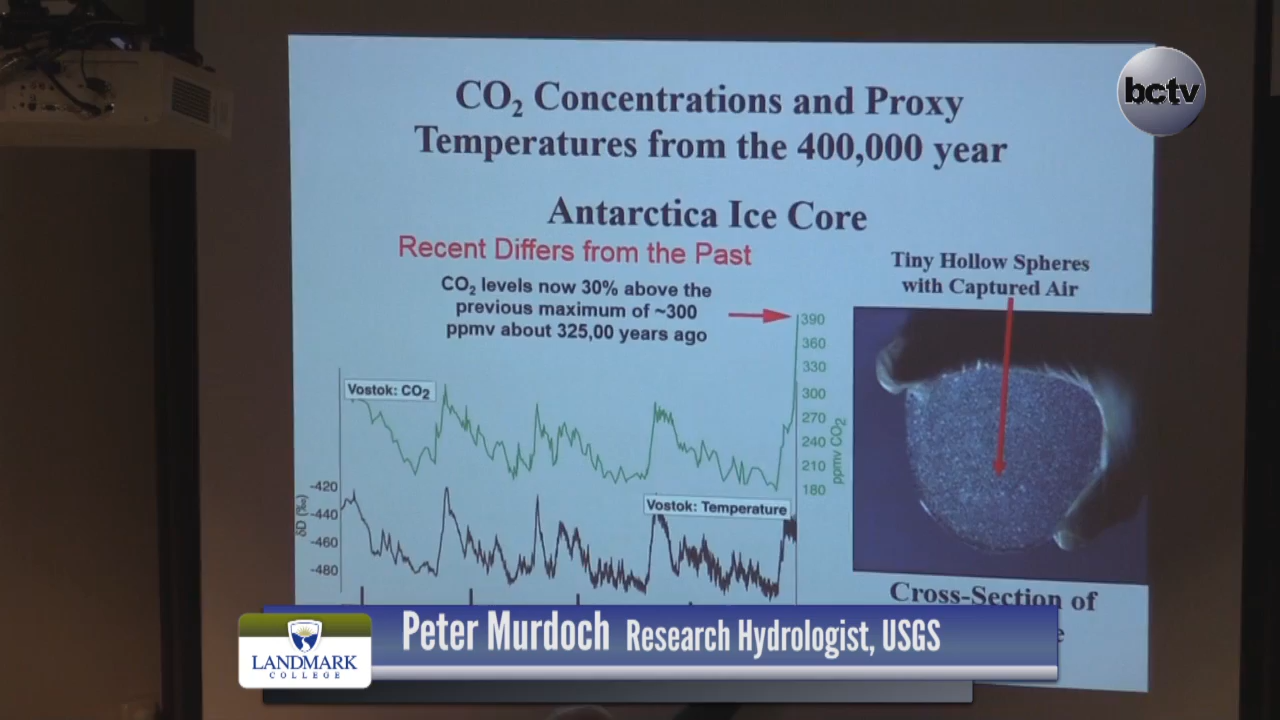 bctv
CO₂ Concentrations and Proxy
Temperatures from the 400,000 year
Antarctica Ice Core
Recent Differs from the Past
CO₂ levels now 30% above the
previous maximum of ~300
ppmv about 325,00 years ago
Tiny Hollow Spheres
with Captured Air
390
360
330
300
270
240
210
180
ppmv CO₂
Vostok: CO₂
-420
-440
-460
-480
δD (‰)
Vostok: Temperature
Cross-Section of
Peter Murdoch Research Hydrologist, USGS
LANDMARK
COLLEGE